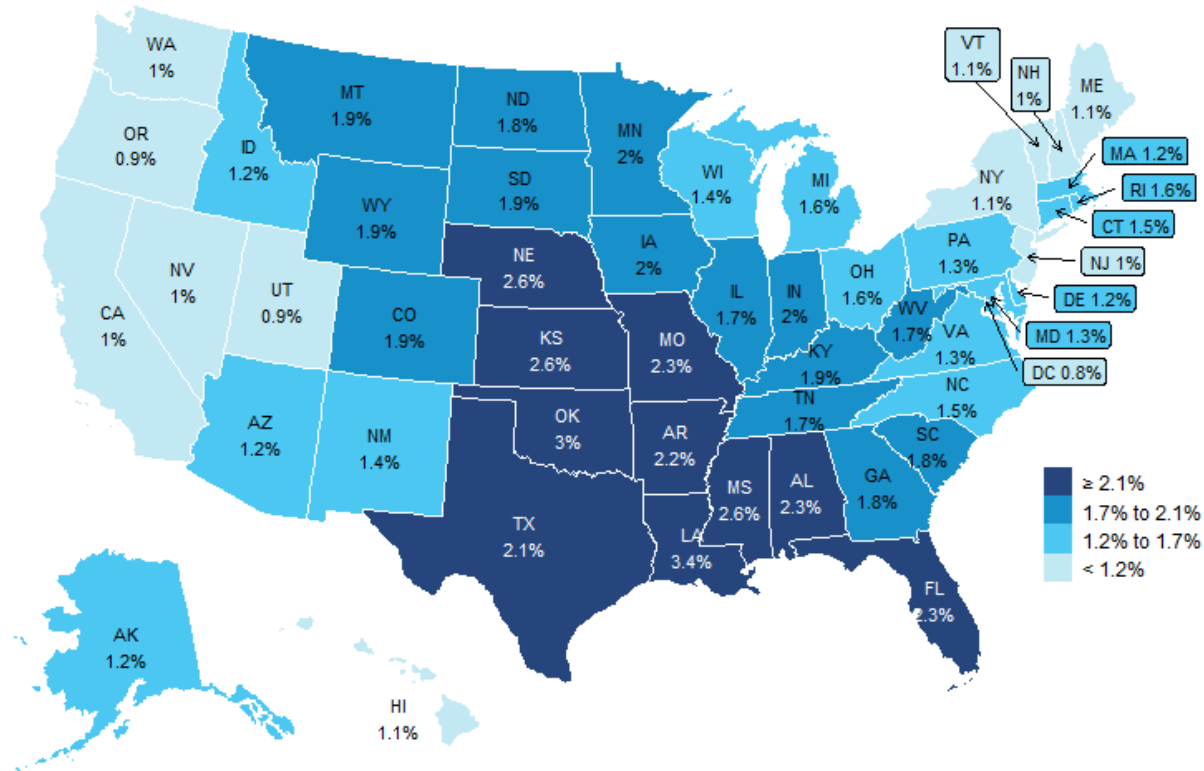 WA
1%
OR
0.9%
CA
1%
NV
1%
ID
1.2%
UT
0.9%
AZ
1.2%
MT
1.9%
WY
1.9%
CO
1.9%
NM
1.4%
ND
1.8%
SD
1.9%
NE
2.6%
KS
2.6%
OK
3%
TX
2.1%
MN
2%
IA
2%
MO
2.3%
AR
2.2%
LA
3.4%
WI
1.4%
IL
1.7%
MS
2.6%
MI
1.6%
IN
2%
KY
1.9%
TN
1.7%
AL
2.3%
OH
1.6%
WV
1.7%
GA
1.8%
FL
2.3%
SC
1.8%
NC
1.5%
VA
1.3%
PA
1.3%
NY
1.1%
VT
1.1%
NH
1%
ME
1.1%
MA 1.2%
RI 1.6%
CT 1.5%
NJ 1%
DE 1.2%
MD 1.3%
DC 0.8%
AK
1.2%
HI
1.1%
≥ 2.1%
1.7% to 2.1%
1.2% to 1.7%
< 1.2%